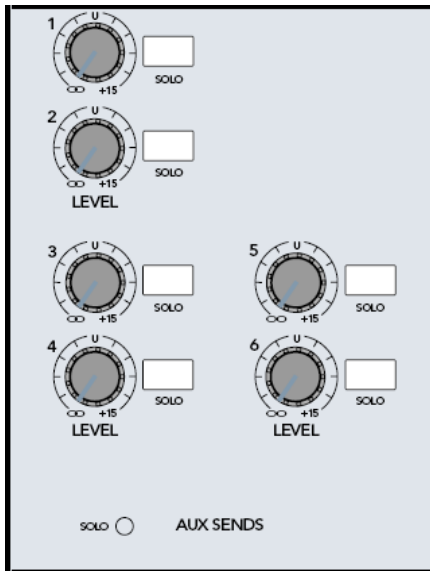 1
U
∞ +15
SOLO
2
U
∞ +15
SOLO
LEVEL
3
U
∞ +15
SOLO
5
U
∞ +15
SOLO
4
U
∞ +15
SOLO
LEVEL
6
U
∞ +15
SOLO
LEVEL
SOLO AUX SENDS